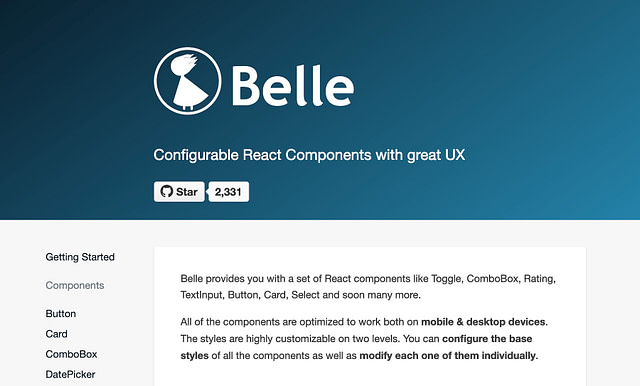 Belle
Configurable React Components with great UX
Star 2,331
Getting Started
Components
Button
Card
ComboBox
DatePicker
Belle provides you with a set of React components like Toggle, ComboBox, Rating,
TextInput, Button, Card, Select and soon many more.
All of the components are optimized to work both on mobile & desktop devices.
The styles are highly customizable on two levels. You can configure the base
styles of all the components as well as modify each one of them individually.